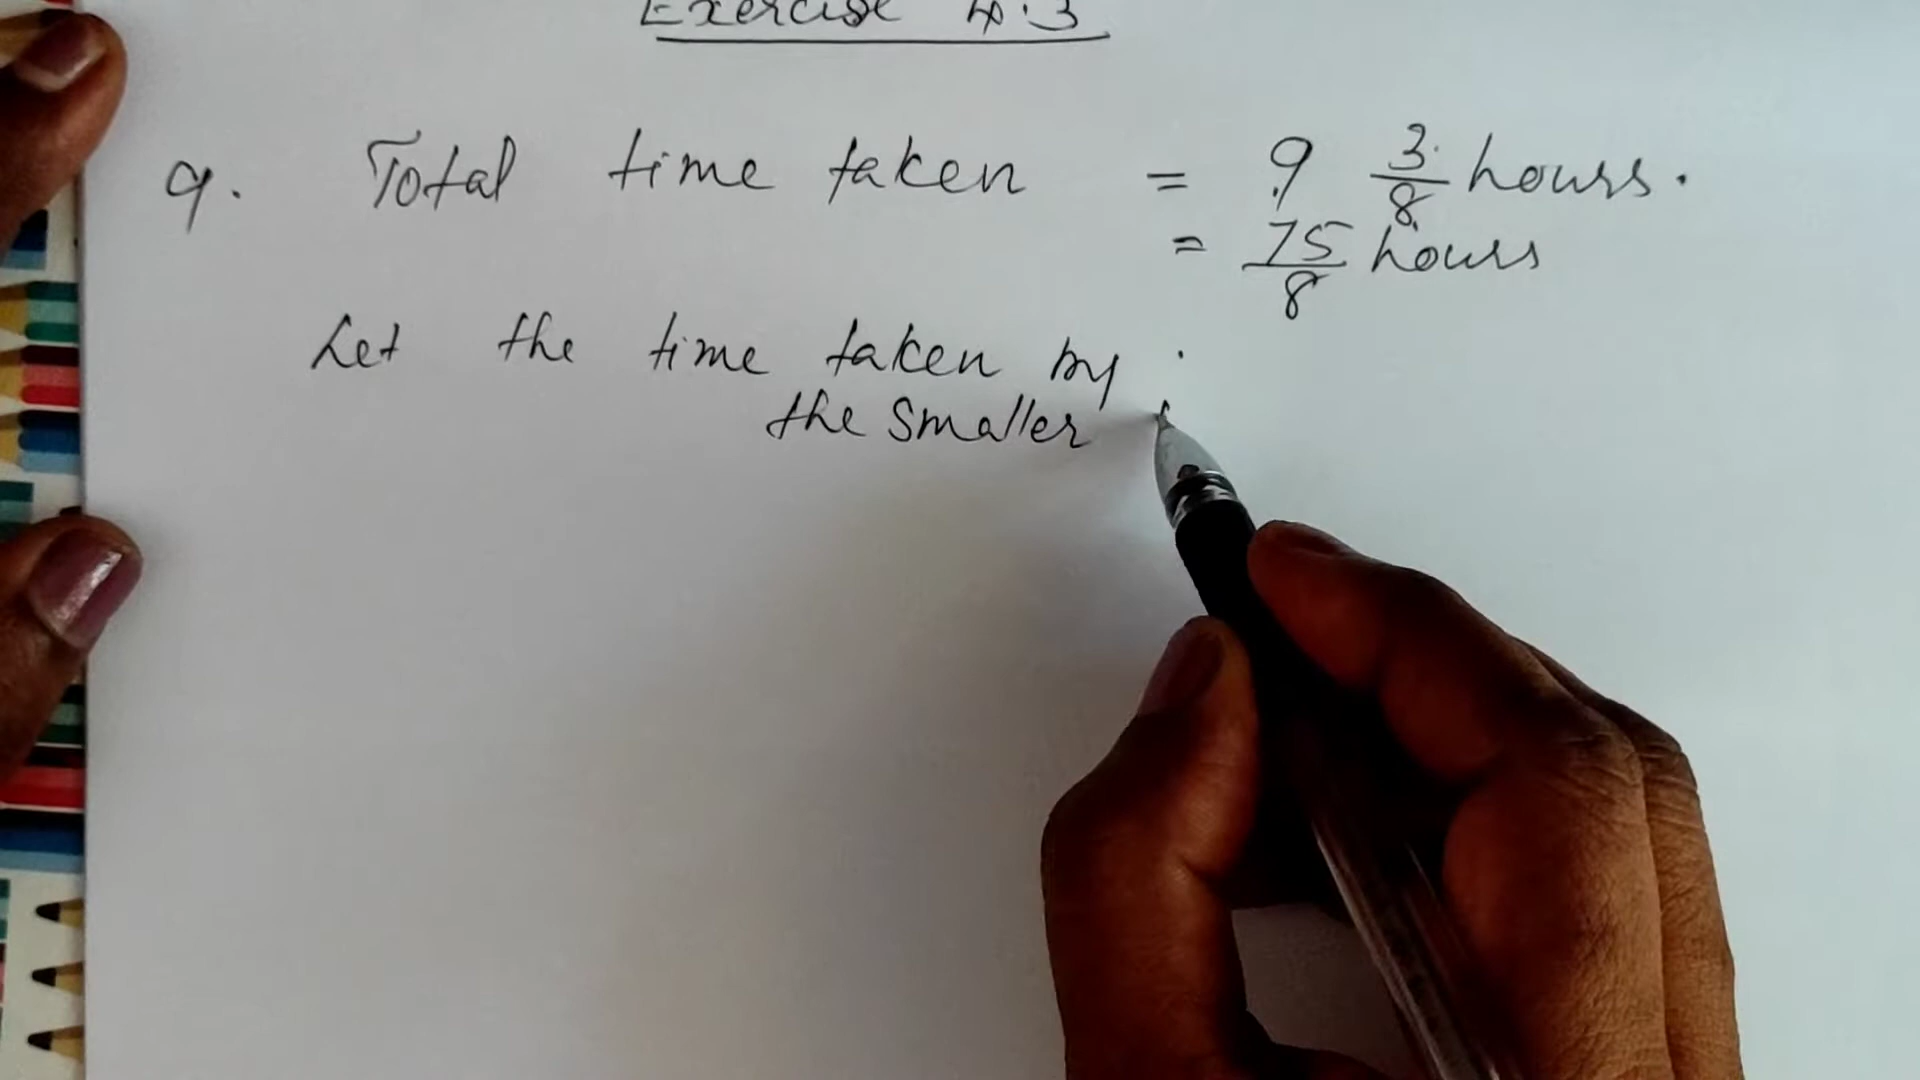 Exercise 4.3
9. Total time taken = 9 3/8 hours.
= 75/8 hours
Let the time taken by
the smaller